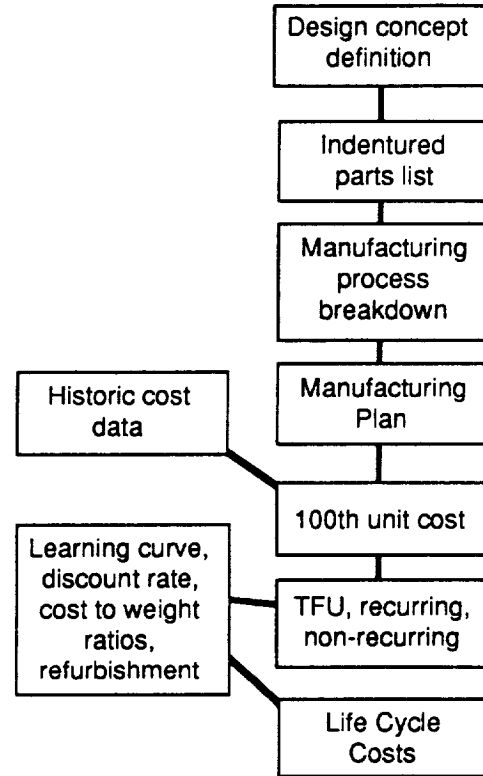 Design concept
definition
Indentured
parts list
Manufacturing
process
breakdown
Manufacturing
Plan
Historic cost
data
100th unit cost
Learning curve,
discount rate,
cost to weight
ratios,
refurbishment
TFU, recurring,
non-recurring
Life Cycle
Costs